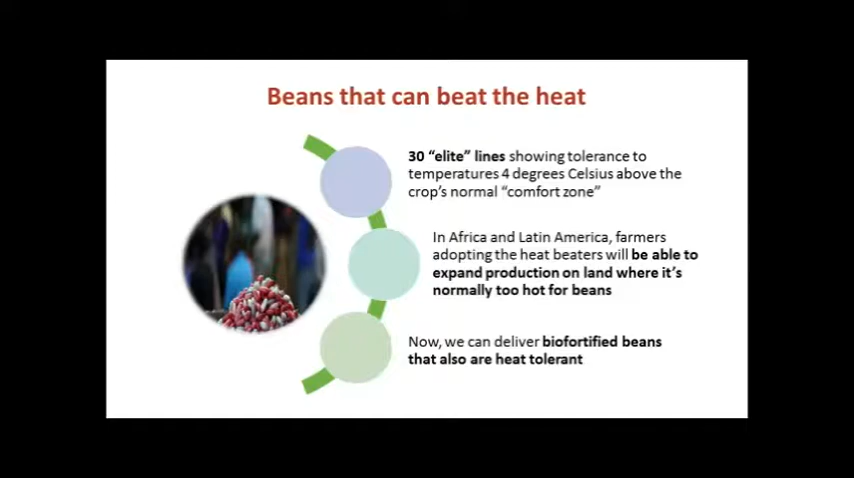 Beans that can beat the heat
30 “elite” lines showing tolerance to
temperatures 4 degrees Celsius above the
crop’s normal “comfort zone”
In Africa and Latin America, farmers
adopting the heat beaters will be able to
expand production on land where it’s
normally too hot for beans
Now, we can deliver biofortified beans
that also are heat tolerant